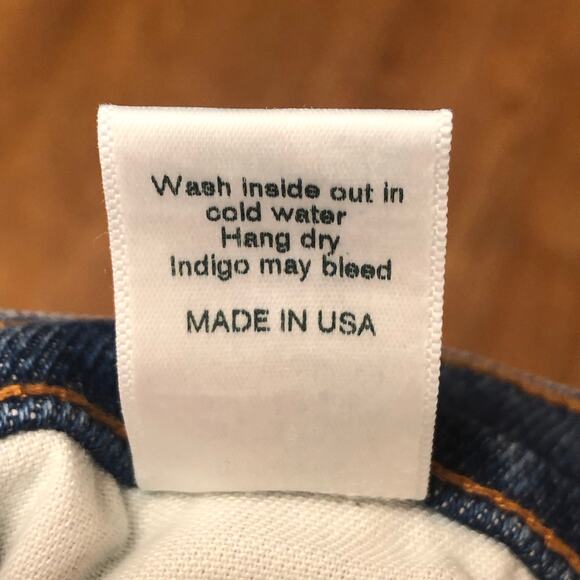 Wash inside out in
cold water
Hang dry
Indigo may bleed
MADE IN USA